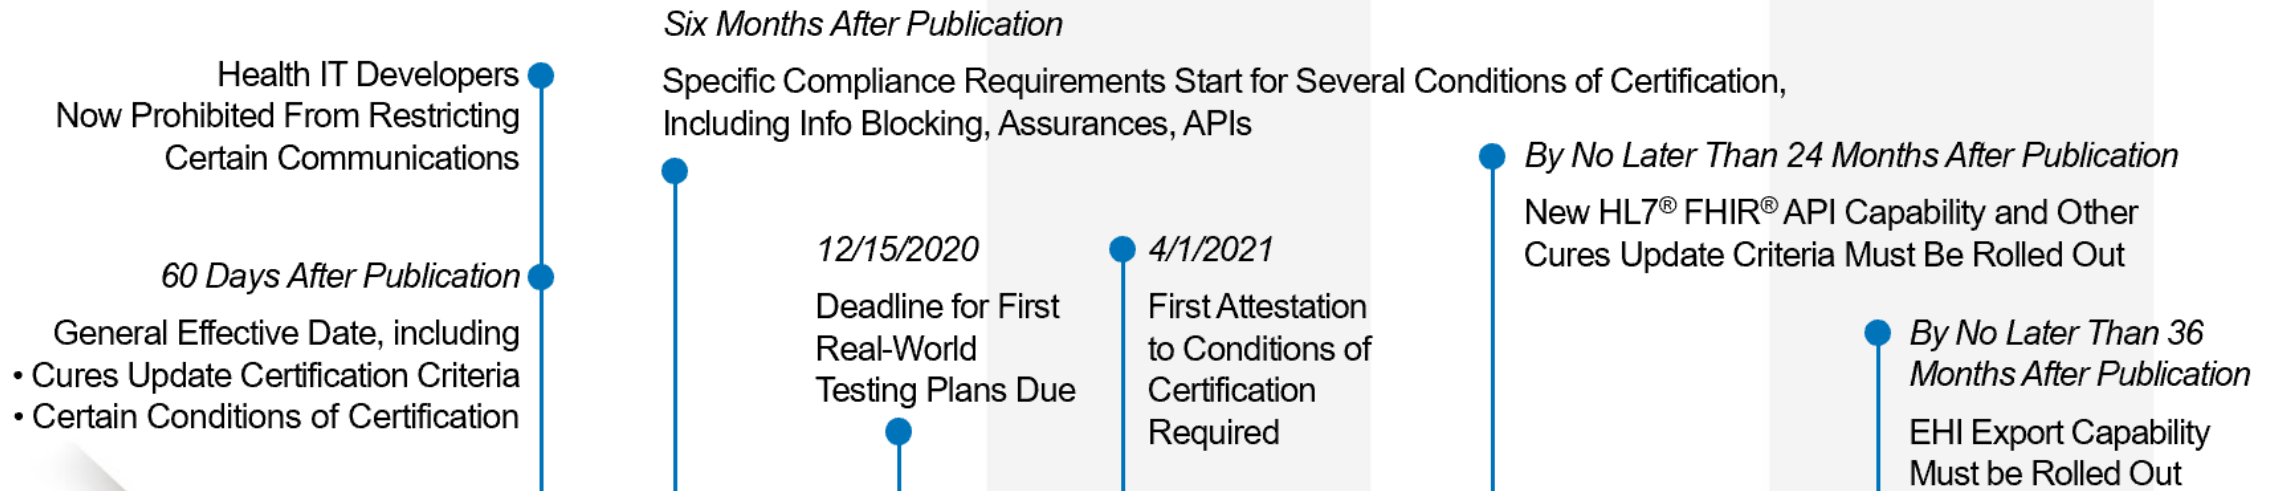 Health IT Developers
Now Prohibited From Restricting
Certain Communications
60 Days After Publication
General Effective Date, including
• Cures Update Certification Criteria
• Certain Conditions of Certification
Six Months After Publication
Specific Compliance Requirements Start for Several Conditions of Certification,
Including Info Blocking, Assurances, APIs
12/15/2020
Deadline for First
Real-World
Testing Plans Due
4/1/2021
First Attestation
to Conditions of
Certification
Required
By No Later Than 24 Months After Publication
New HL7® FHIR® API Capability and Other
Cures Update Criteria Must Be Rolled Out
By No Later Than 36
Months After Publication
EHI Export Capability
Must be Rolled Out